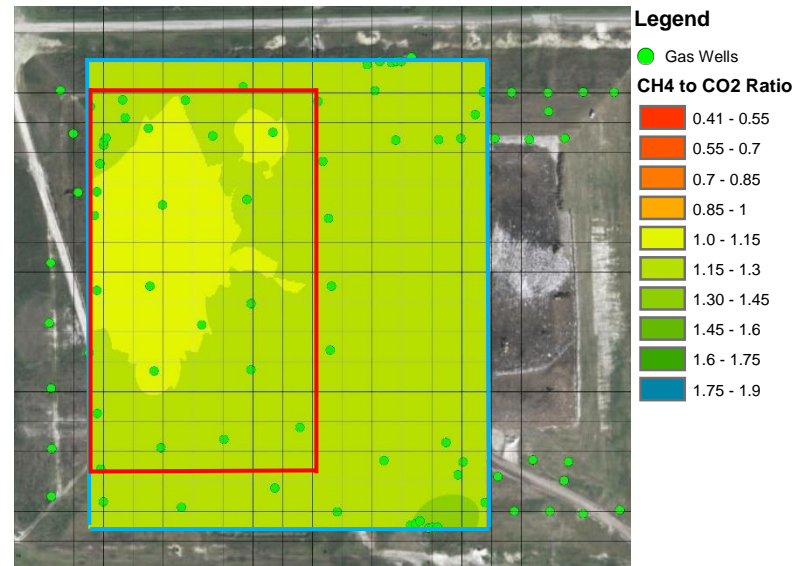 Legend
Gas Wells
CH4 to CO2 Ratio
0.41 - 0.55
0.55 - 0.7
0.7 - 0.85
0.85 - 1
1.0 - 1.15
1.15 - 1.3
1.30 - 1.45
1.45 - 1.6
1.6 - 1.75
1.75 - 1.9